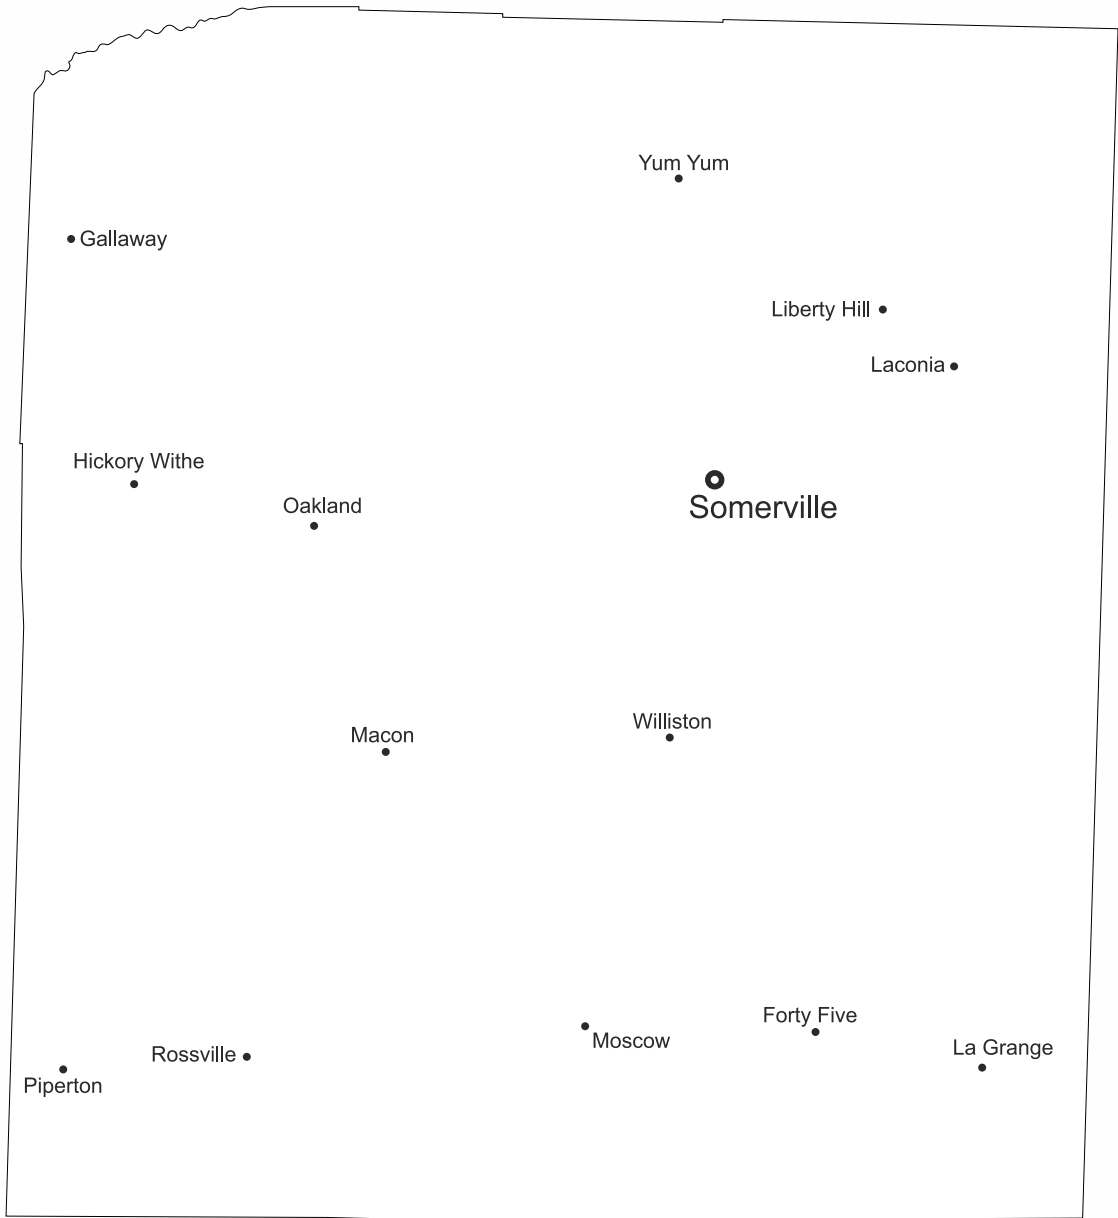 Yum Yum
Gallaway
Liberty Hill
Laconia
Hickory Withe
Oakland
Somerville
Williston
Macon
Forty Five
Moscow
La Grange
Rossville
Piperton